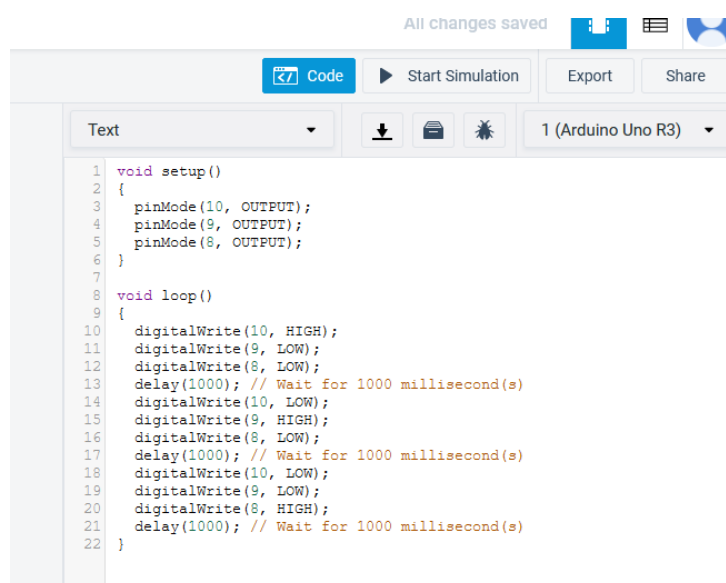 All changes saved
Code
Start Simulation
Export
Share
Text
1 (Arduino Uno R3)
1 void setup()
2 {
3   pinMode(10, OUTPUT);
4   pinMode(9, OUTPUT);
5   pinMode(8, OUTPUT);
6 }
7
8 void loop()
9 {
10   digitalWrite(10, HIGH);
11   digitalWrite(9, LOW);
12   digitalWrite(8, LOW);
13   delay(1000); // Wait for 1000 millisecond(s)
14   digitalWrite(10, LOW);
15   digitalWrite(9, HIGH);
16   digitalWrite(8, LOW);
17   delay(1000); // Wait for 1000 millisecond(s)
18   digitalWrite(10, LOW);
19   digitalWrite(9, LOW);
20   digitalWrite(8, HIGH);
21   delay(1000); // Wait for 1000 millisecond(s)
22 }